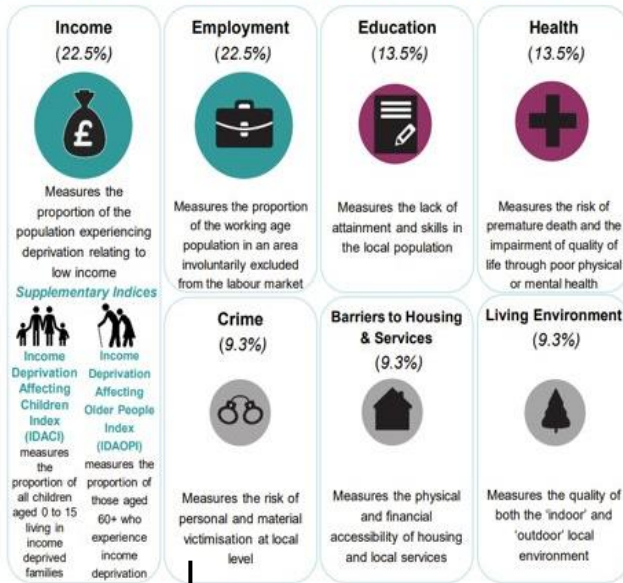 Income
(22.5%)
£
Measures the
proportion of the
population experiencing
deprivation relating to
low income
Supplementary Indices
Income
Deprivation
Affecting
Children
Index
(IDACI)
measures
the
proportion of
all children
aged 0 to 15
living in
income
deprived
families
Income
Deprivation
Affecting
Older People
Index
(IDAOPI)
measures the
proportion of
those aged
60+ who
experience
income
deprivation
Employment
(22.5%)
Measures the proportion
of the working age
population in an area
involuntarily excluded
from the labour market
Education
(13.5%)
Measures the lack of
attainment and skills in
the local population
Health
(13.5%)
Measures the risk of
premature death and the
impairment of quality of
life through poor physical
or mental health
Crime
(9.3%)
Measures the risk of
personal and material
victimisation at local
level
Barriers to Housing
& Services
(9.3%)
Measures the physical
and financial
accessibility of housing
and local services
Living Environment
(9.3%)
Measures the quality of
both the 'indoor' and
'outdoor' local
environment